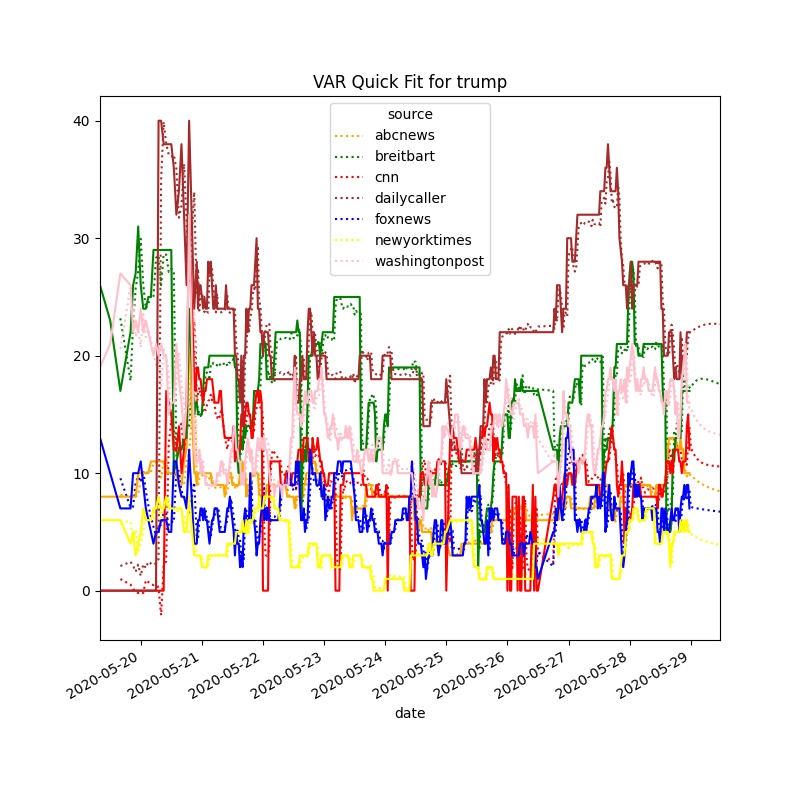 VAR Quick Fit for trump
source
abcnews
breitbart
cnn
dailycaller
foxnews
newyorktimes
washingtonpost
40
30
20
10
0
2020-05-20
2020-05-21
2020-05-22
2020-05-23
2020-05-24
2020-05-25
2020-05-26
2020-05-27
2020-05-28
2020-05-29
date